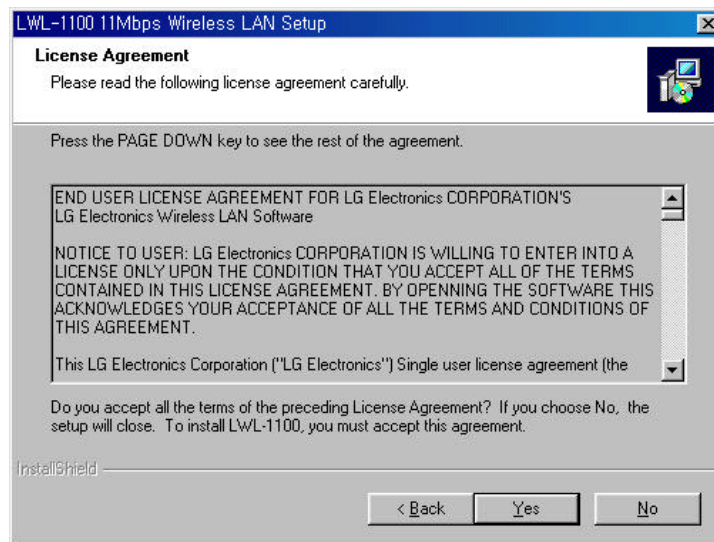 LWL-1100 11Mbps Wireless LAN Setup
License Agreement
Please read the following license agreement carefully.
Press the PAGE DOWN key to see the rest of the agreement.
END USER LICENSE AGREEMENT FOR LG Electronics CORPORATION'S
LG Electronics Wireless LAN Software
NOTICE TO USER: LG Electronics CORPORATION IS WILLING TO ENTER INTO A
LICENSE ONLY UPON THE CONDITION THAT YOU ACCEPT ALL OF THE TERMS
CONTAINED IN THIS LICENSE AGREEMENT. BY OPENNING THE SOFTWARE THIS
ACKNOWLEDGES YOUR ACCEPTANCE OF ALL THE TERMS AND CONDITIONS OF
THIS AGREEMENT.
This LG Electronics Corporation ("LG Electronics") Single user license agreement (the
Do you accept all the terms of the preceding License Agreement? If you choose No, the
setup will close. To install LWL-1100, you must accept this agreement.
InstallShield
< Back Yes No